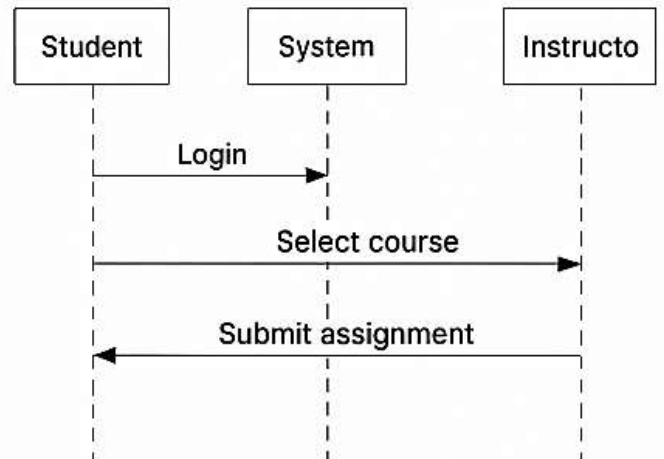 Student
System
Instructo
Login
Select course
Submit assignment